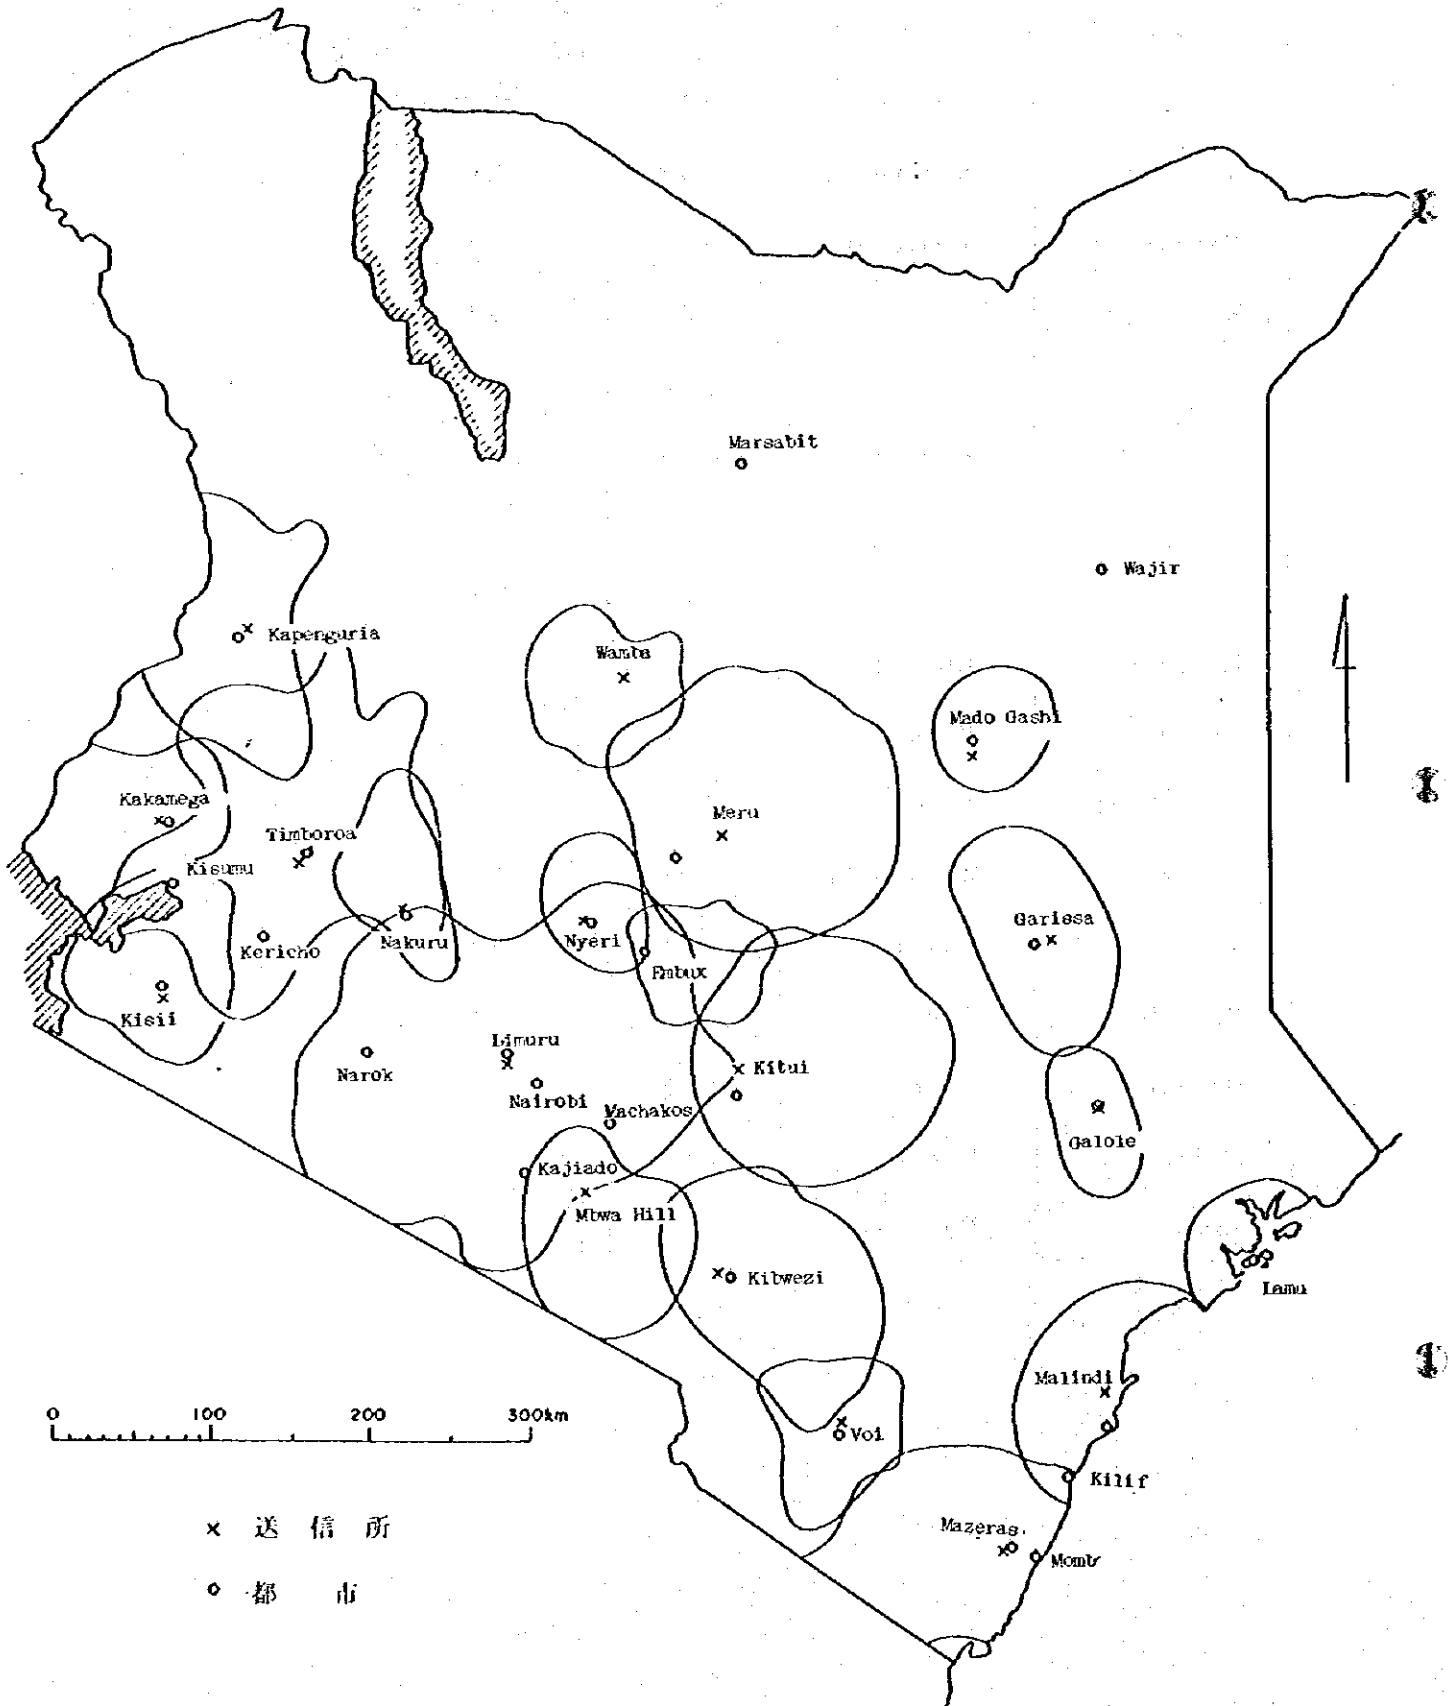 Marsabit
Wajir
Kapenguria
Wamba
Mado Gashi
Kakamega
Meru
Timboroa
Kisumu
Garissa
Nyeri
Nakuru
Kericho
Embux
Kisii
Limuru
Kitui
Narok
Nairobi
Machakos
Galole
Kajiado
Mbwa Hill
Kibwezi
Lamu
Malindi
0 100 200 300km
Voi
Kilif
× 送信所
Mazeras
Momb
○ 都市